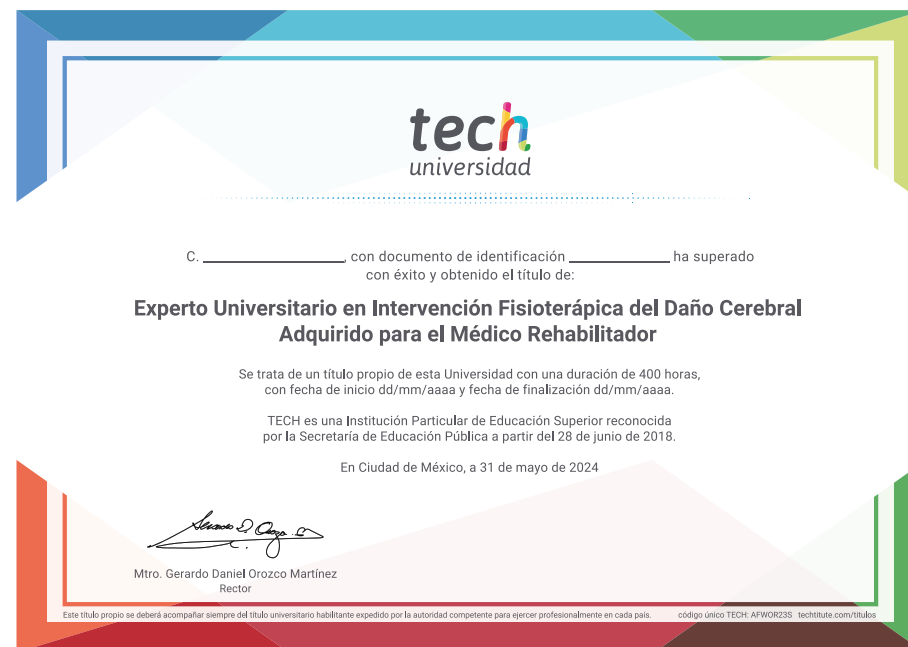 tech
universidad
C. ____________, con documento de identificación ____________ ha superado
con éxito y obtenido el título de:
Experto Universitario en Intervención Fisioterápica del Daño Cerebral
Adquirido para el Médico Rehabilitador
Se trata de un título propio de esta Universidad con una duración de 400 horas,
con fecha de inicio dd/mm/aaaa y fecha de finalización dd/mm/aaaa.
TECH es una Institución Particular de Educación Superior reconocida
por la Secretaría de Educación Pública a partir del 28 de junio de 2018.
En Ciudad de México, a 31 de mayo de 2024
Mtro. Gerardo Daniel Orozco Martínez
Rector
Este título propio se deberá acompañar siempre del título universitario habilitante expedido por la autoridad competente para ejercer profesionalmente en cada país. código único TECH: AFWOR23S techtitute.com/títulos